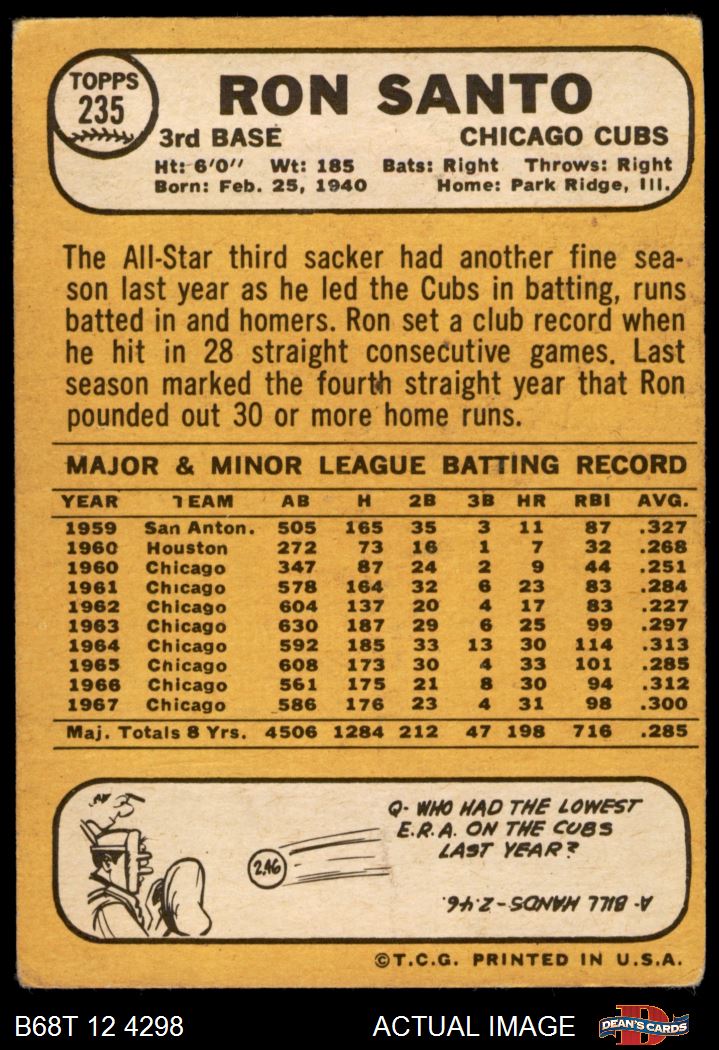 TOPPS
235
RON SANTO
3rd BASE CHICAGO CUBS
Ht: 6'0" Wt: 185 Bats: Right Throws: Right
Born: Feb. 25, 1940 Home: Park Ridge, Ill.
The All-Star third sacker had another fine sea-
son last year as he led the Cubs in batting, runs
batted in and homers. Ron set a club record when
he hit in 28 straight consecutive games. Last
season marked the fourth straight year that Ron
pounded out 30 or more home runs.
MAJOR & MINOR LEAGUE BATTING RECORD
YEAR TEAM AB H 2B 3B HR RBI AVG.
1959 San Anton. 505 165 35 3 11 87 .327
1960 Houston 272 73 16 1 7 32 .268
1960 Chicago 347 87 24 2 9 44 .251
1961 Chicago 578 164 32 6 23 83 .284
1962 Chicago 604 137 20 4 17 83 .227
1963 Chicago 630 187 29 6 25 99 .297
1964 Chicago 592 185 33 13 30 114 .313
1965 Chicago 608 173 30 4 33 101 .285
1966 Chicago 561 175 21 8 30 94 .312
1967 Chicago 586 176 23 4 31 98 .300
Maj. Totals 8 Yrs. 4506 1284 212 47 198 716 .285
Q- WHO HAD THE LOWEST
E.R.A. ON THE CUBS
LAST YEAR?
2.46
A- BILL HANDS-2.46.
©T.C.G. PRINTED IN U.S.A.
B68T 12 4298 ACTUAL IMAGE D DEAN'S CARDS